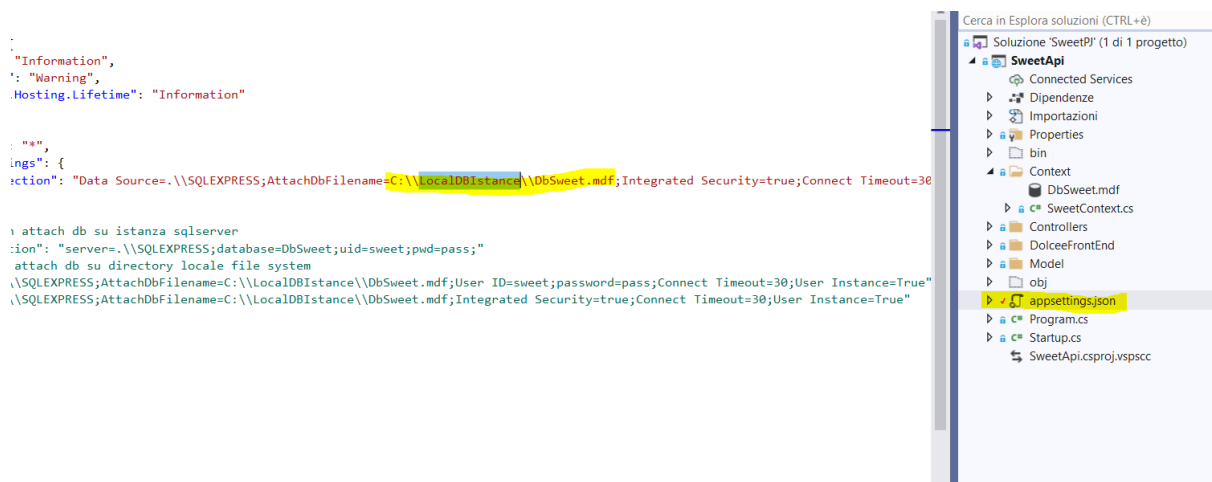 "Information",
": "Warning",
.Hosting.Lifetime": "Information"
: "*",
ings": {
ection": "Data Source=.\\SQLEXPRESS;AttachDbFilename=C:\\LocalDBIstance\\DbSweet.mdf;Integrated Security=true;Connect Timeout=30
attach db su istanza sqlserver
tion": "server=.\\SQLEXPRESS;database=DbSweet;uid=sweet;pwd=pass;"
attach db su directory locale file system
.\\SQLEXPRESS;AttachDbFilename=C:\\LocalDBIstance\\DbSweet.mdf;User ID=sweet;password=pass;Connect Timeout=30;User Instance=True"
.\\SQLEXPRESS;AttachDbFilename=C:\\LocalDBIstance\\DbSweet.mdf;Integrated Security=true;Connect Timeout=30;User Instance=True"
Cerca in Esplora soluzioni (CTRL+è)
Soluzione 'SweetPJ' (1 di 1 progetto)
SweetApi
Connected Services
Dipendenze
Importazioni
Properties
bin
Context
DbSweet.mdf
C# SweetContext.cs
Controllers
DolceeFrontEnd
Model
obj
appsettings.json
C# Program.cs
C# Startup.cs
SweetApi.csproj.vspscc